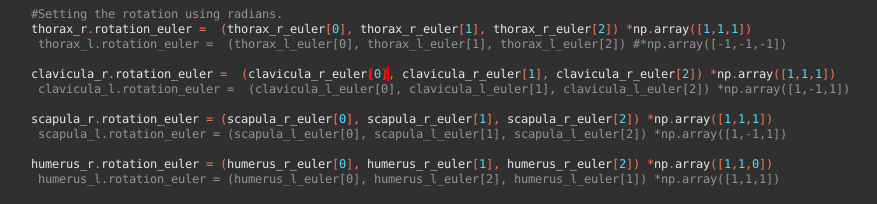 #Setting the rotation using radians.
thorax_r.rotation_euler =  (thorax_r_euler[0], thorax_r_euler[1], thorax_r_euler[2]) *np.array([1,1,1])
 thorax_l.rotation_euler =  (thorax_l_euler[0], thorax_l_euler[1], thorax_l_euler[2]) #*np.array([-1,-1,-1])

clavicula_r.rotation_euler =  (clavicula_r_euler[0], clavicula_r_euler[1], clavicula_r_euler[2]) *np.array([1,1,1])
 clavicula_l.rotation_euler =  (clavicula_l_euler[0], clavicula_l_euler[1], clavicula_l_euler[2]) *np.array([1,-1,1])

scapula_r.rotation_euler = (scapula_r_euler[0], scapula_r_euler[1], scapula_r_euler[2]) *np.array([1,1,1])
 scapula_l.rotation_euler = (scapula_l_euler[0], scapula_l_euler[1], scapula_l_euler[2]) *np.array([1,-1,1])

humerus_r.rotation_euler = (humerus_r_euler[0], humerus_r_euler[1], humerus_r_euler[2]) *np.array([1,1,0])
 humerus_l.rotation_euler = (humerus_l_euler[0], humerus_l_euler[2], humerus_l_euler[1]) *np.array([1,1,1])